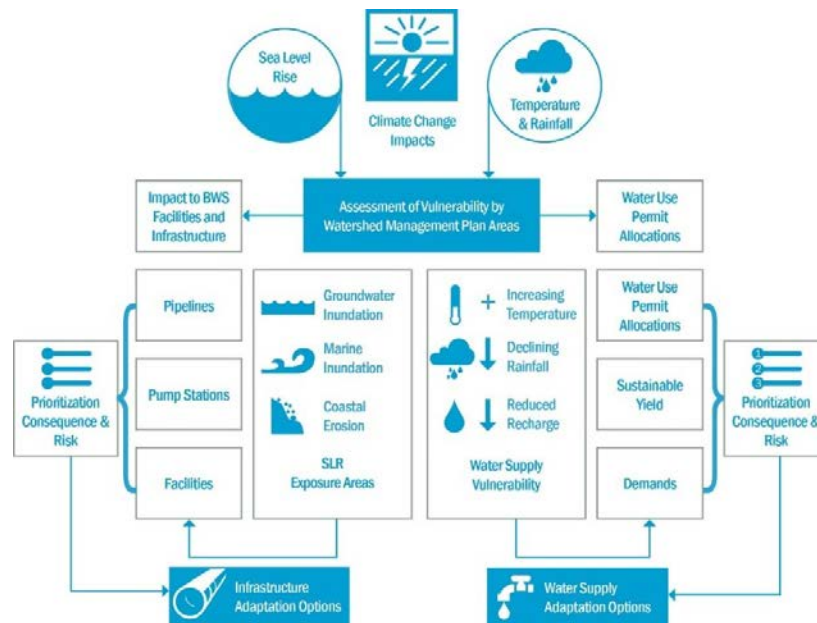 Sea Level
Rise
Climate Change
Impacts
Temperature
& Rainfall
Impact to BWS
Facilities and
Infrastructure
Assessment of Vulnerability by
Watershed Management Plan Areas
Water Use
Permit
Allocations
Prioritization
Consequence &
Risk
Pipelines
Pump Stations
Facilities
Groundwater
Inundation
Marine
Inundation
Coastal
Erosion
SLR
Exposure Areas
+ Increasing
Temperature
Declining
Rainfall
Reduced
Recharge
Water Supply
Vulnerability
Water Use
Permit
Allocations
Sustainable
Yield
Demands
1
2
3
Prioritization
Consequence &
Risk
Infrastructure
Adaptation Options
Water Supply
Adaptation Options